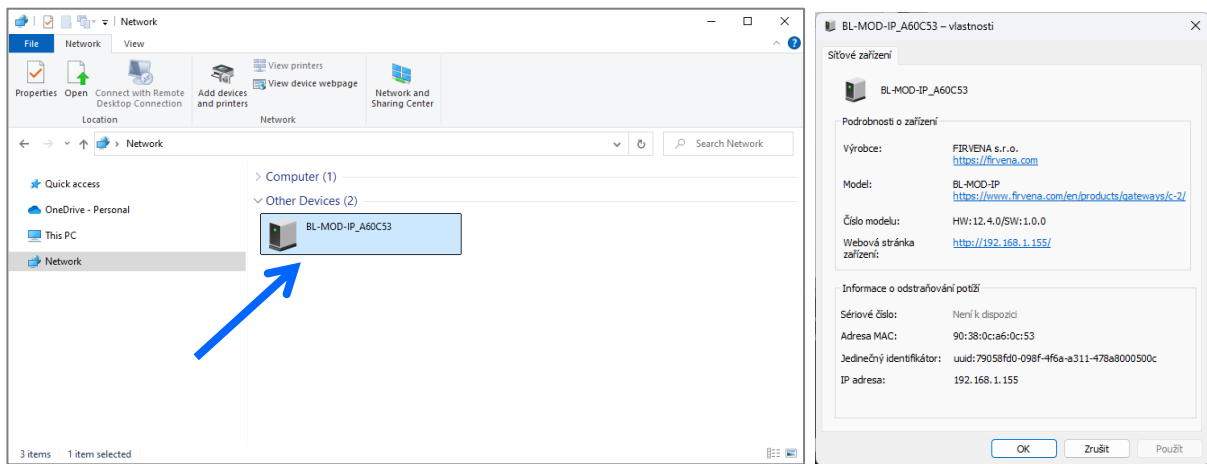 Network
File
Network
View
Properties
Open
Connect with Remote
Desktop Connection
Add devices
and printers
View printers
View device webpage
Network and
Sharing Center
Location
Network
Network
Search Network
Quick access
OneDrive - Personal
This PC
Network
Computer (1)
Other Devices (2)
BL-MOD-IP_A60C53
3 items 1 item selected
BL-MOD-IP_A60C53 – vlastnosti
Síťové zařízení
BL-MOD-IP_A60C53
Podrobnosti o zařízení
Výrobce: FIRVENA s.r.o.
https://firvena.com
Model: BL-MOD-IP
https://www.firvena.com/en/products/gateways/c-2/
Číslo modelu: HW:12.4.0/SW:1.0.0
Webová stránka http://192.168.1.155/
zařízení:
Informace o odstraňování potíží
Sériové číslo: Není k dispozici
Adresa MAC: 90:38:0c:a6:0c:53
Jedinečný identifikátor: uuid:79058fd0-098f-4f6a-a311-478a8000500c
IP adresa: 192.168.1.155
OK Zrušit Použít